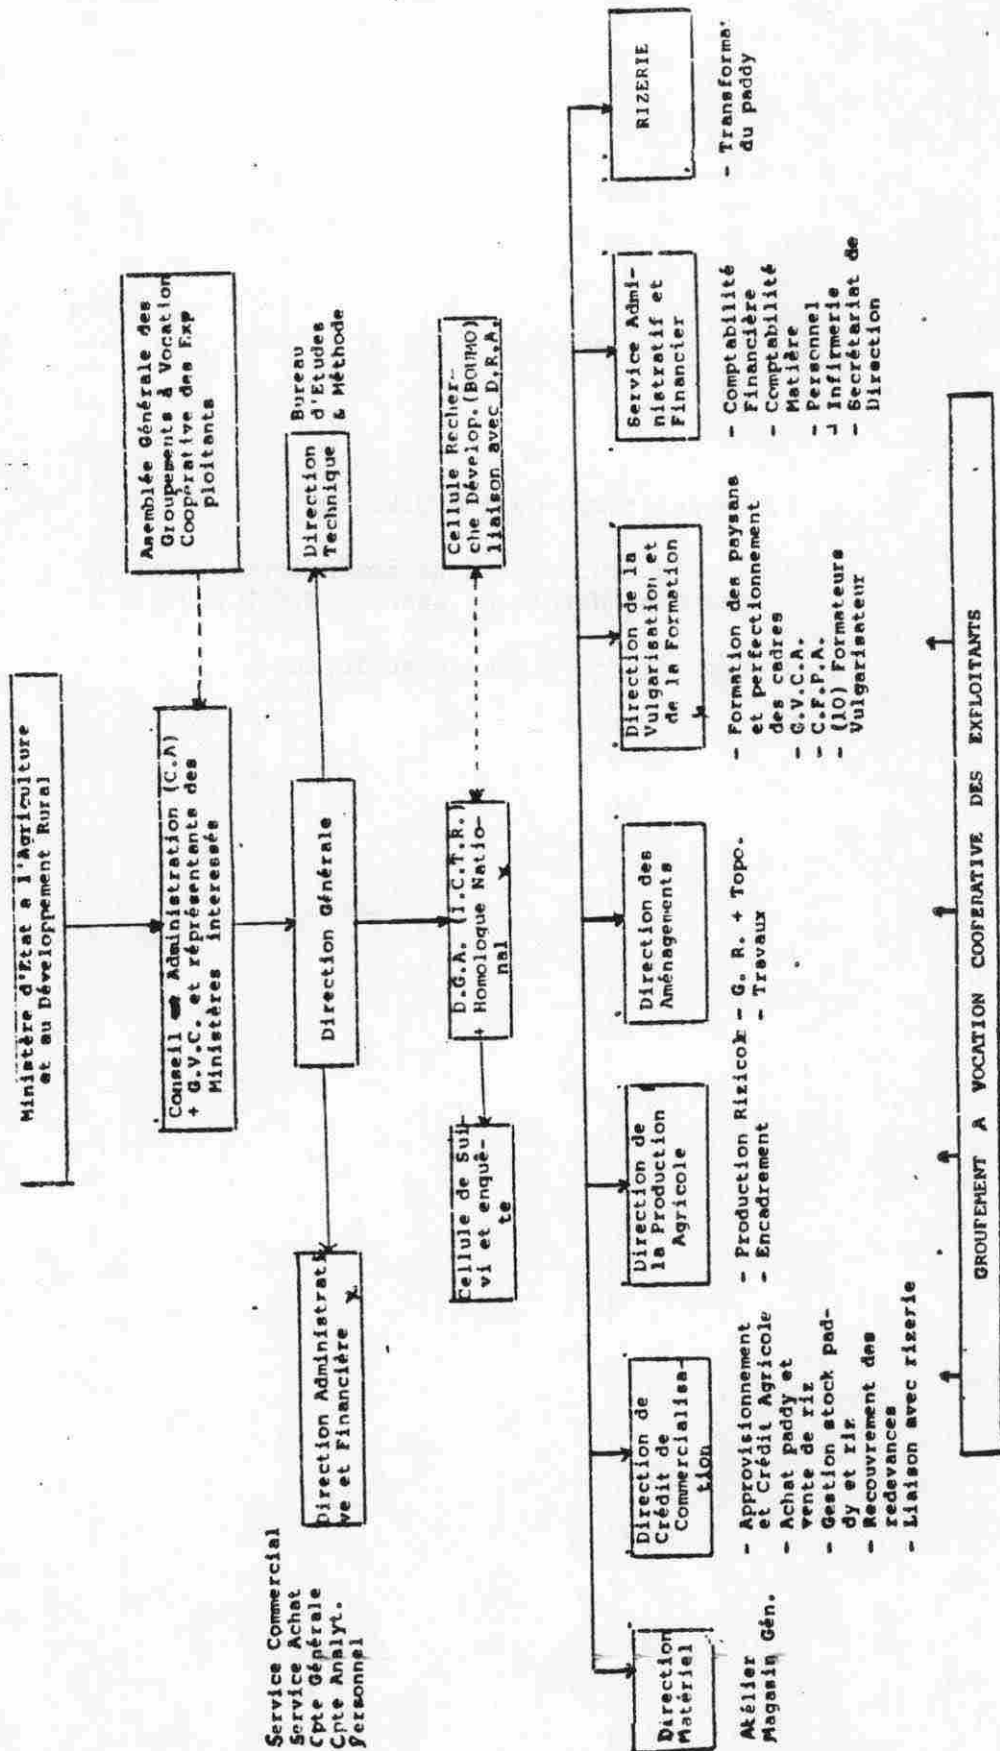 Ministère d'Etat a l'Agriculture
et au Développement Rural
Asemblée Générale des
Groupements à Vocation
Coopérative des Exp
ploitants
Conseil Administration (C.A)
+ G.V.C. et réprésentants des
Ministères interessés
Service Commercial
Service Achat
Cpte Générale
Cpte Analyt.
Personnel
Direction Administrati
ve et Financière
Direction Générale
Direction
Technique
Bureau
d'Etudes
& Méthode
Cellule de Sui-
vi et enquê-
te
D.G.A. (I.C.T.R.)
+ Homologue Natio-
nal
Cellule Recher-
che Dévelop.(BOUMO)
liaison avec D.R.A.
Direction
Matériel
Atélier
Magasin Gén.
Direction de
Crédit de
Commercialisa-
tion
- Approvisionnement
et Crédit Agricole
- Achat paddy et
vente de riz
- Gestion stock pad-
dy et riz
- Recouvrement des
redevances
- Liaison avec rizerie
Direction de
la Production
Agricole
- Production Rizicole
- Encadrement
Direction des
Aménagements
- G. R. + Topo.
- Travaux
Direction de la
Vulgarisation et
de la Formation
- Formation des paysans
et perfectionnement
des cadres
- G.V.C.A.
- C.F.P.A.
- (10) Formateurs
Vulgarisateur
Service Admi-
nistratif et
Financier
- Comptabilité
Financière
- Comptabilité
Matière
- Personnel
- Infirmerie
- Secrétariat de
Direction
RIZERIE
- Transforma
du paddy
GROUPEMENT A VOCATION COOPERATIVE DES EXPLOITANTS